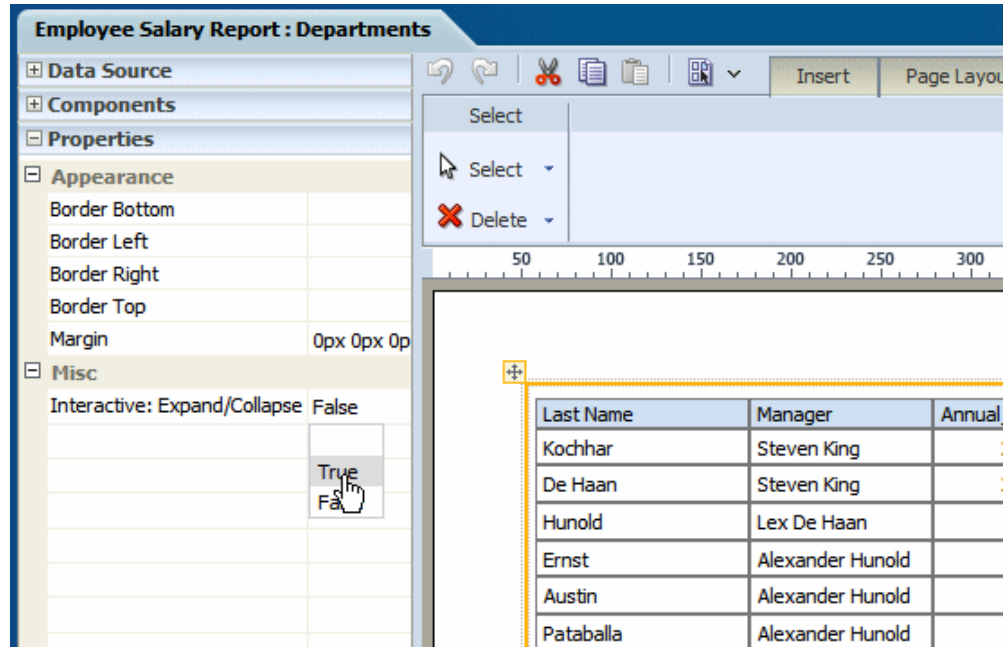 Employee Salary Report : Departments
Data Source
Components
Properties
Appearance
Border Bottom
Border Left
Border Right
Border Top
Margin 0px 0px 0p
Misc
Interactive: Expand/Collapse False
True
Insert Page Layou
Select
Select
Delete
50 100 150 200 250 300
Last Name Manager Annual_
Kochhar Steven King
De Haan Steven King
Hunold Lex De Haan
Ernst Alexander Hunold
Austin Alexander Hunold
Pataballa Alexander Hunold